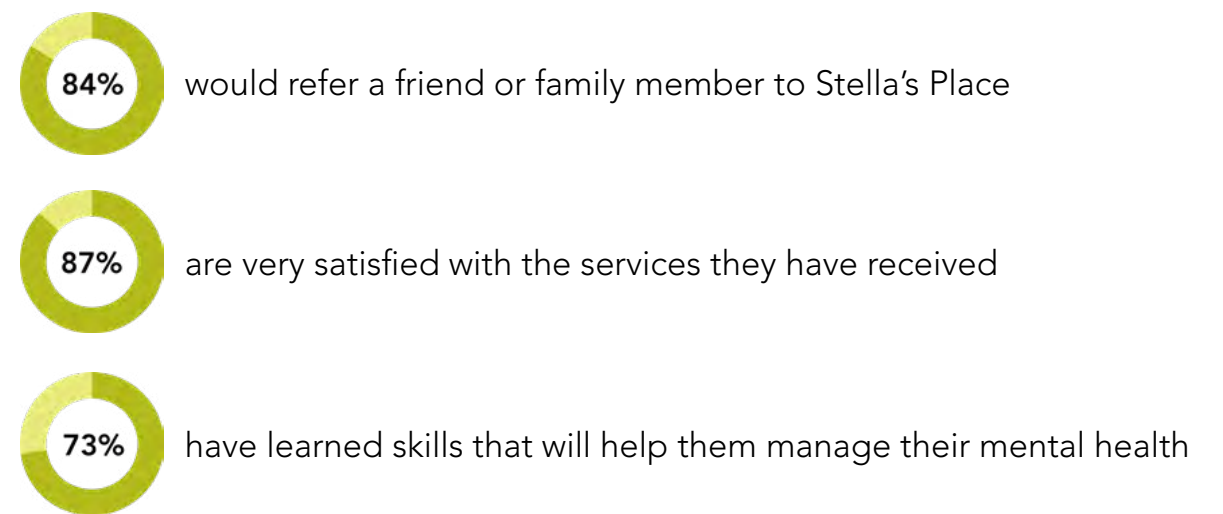 84% would refer a friend or family member to Stella’s Place
87% are very satisfied with the services they have received
73% have learned skills that will help them manage their mental health